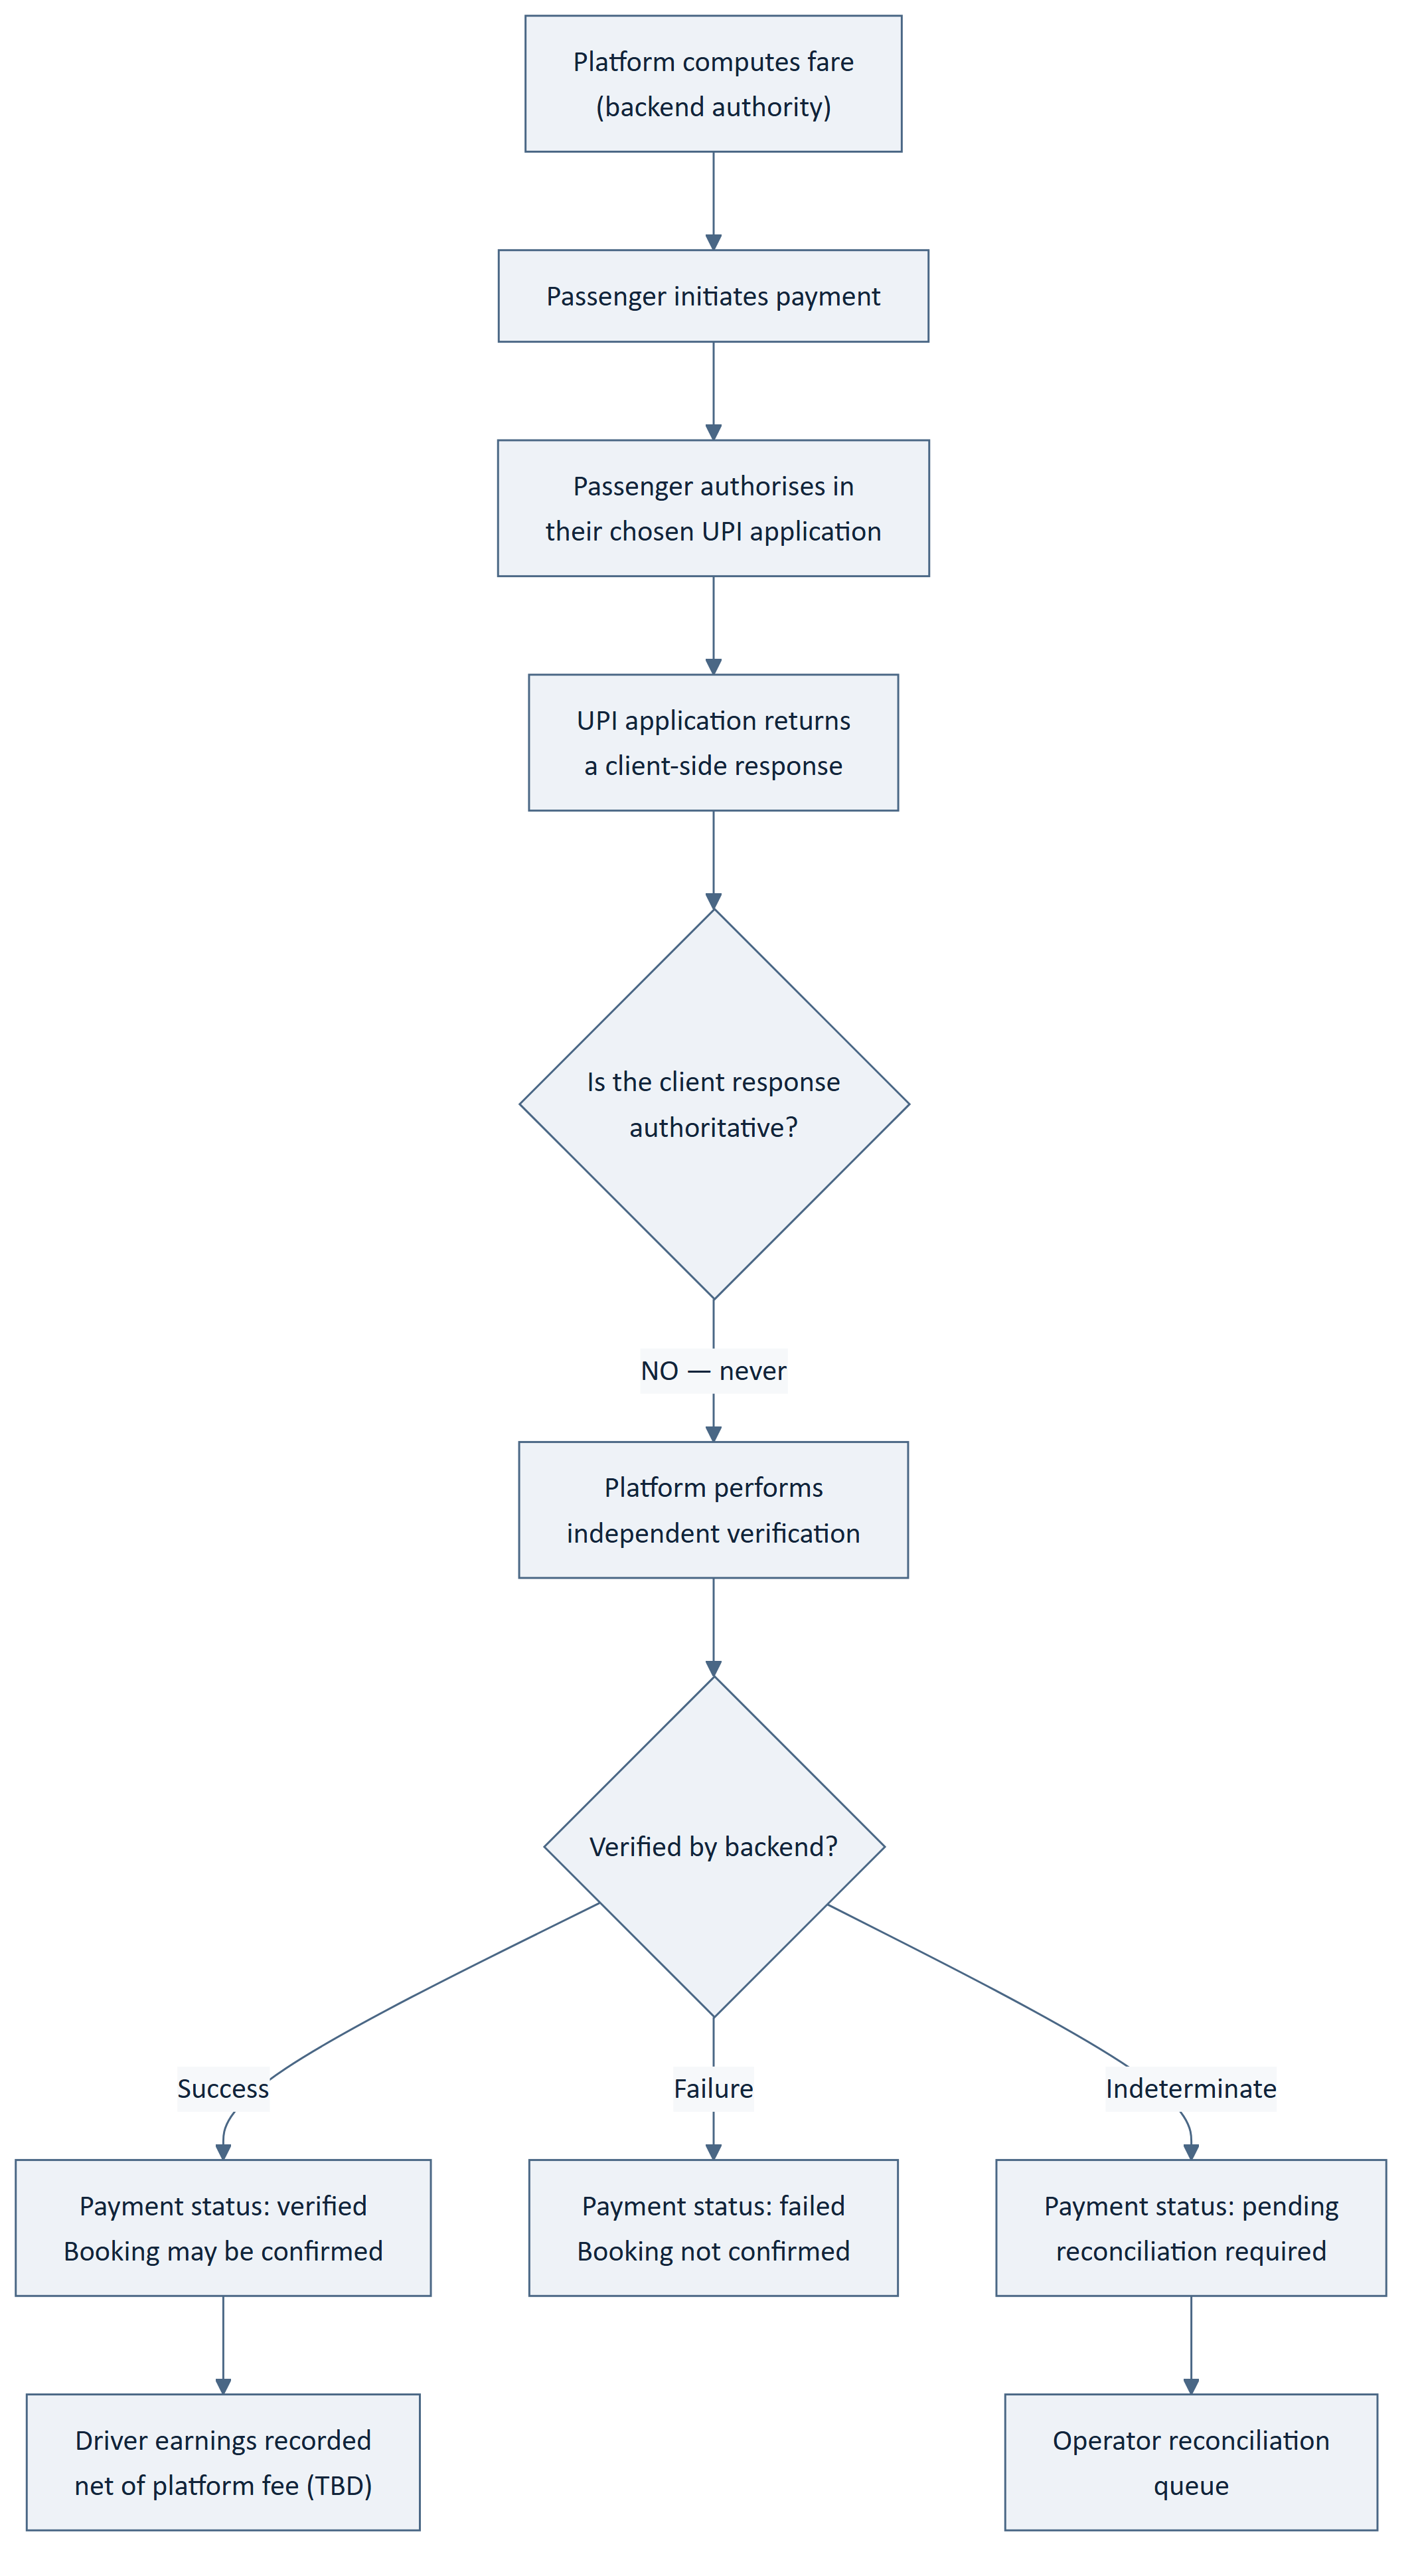 Platform computes fare
(backend authority)
Passenger initiates payment
Passenger authorises in
their chosen UPI application
UPI application returns
a client-side response
Is the client response
authoritative?
NO — never
Platform performs
independent verification
Verified by backend?
Success
Failure
Indeterminate
Payment status: verified
Booking may be confirmed
Payment status: failed
Booking not confirmed
Payment status: pending
reconciliation required
Driver earnings recorded
net of platform fee (TBD)
Operator reconciliation
queue